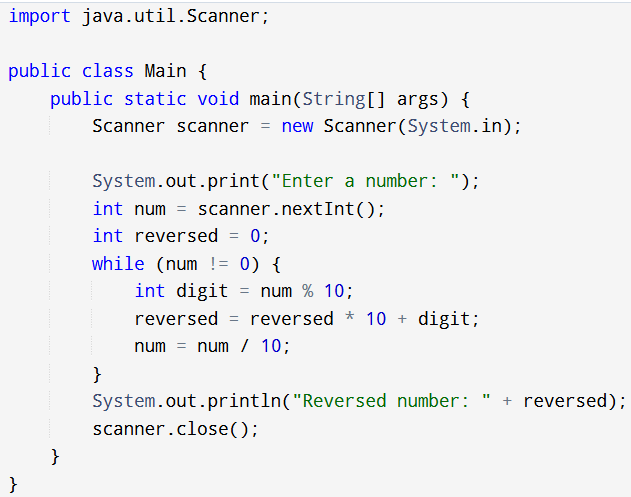 import java.util.Scanner;

public class Main {
    public static void main(String[] args) {
        Scanner scanner = new Scanner(System.in);

        System.out.print("Enter a number: ");
        int num = scanner.nextInt();
        int reversed = 0;
        while (num != 0) {
            int digit = num % 10;
            reversed = reversed * 10 + digit;
            num = num / 10;
        }
        System.out.println("Reversed number: " + reversed);
        scanner.close();
    }
}